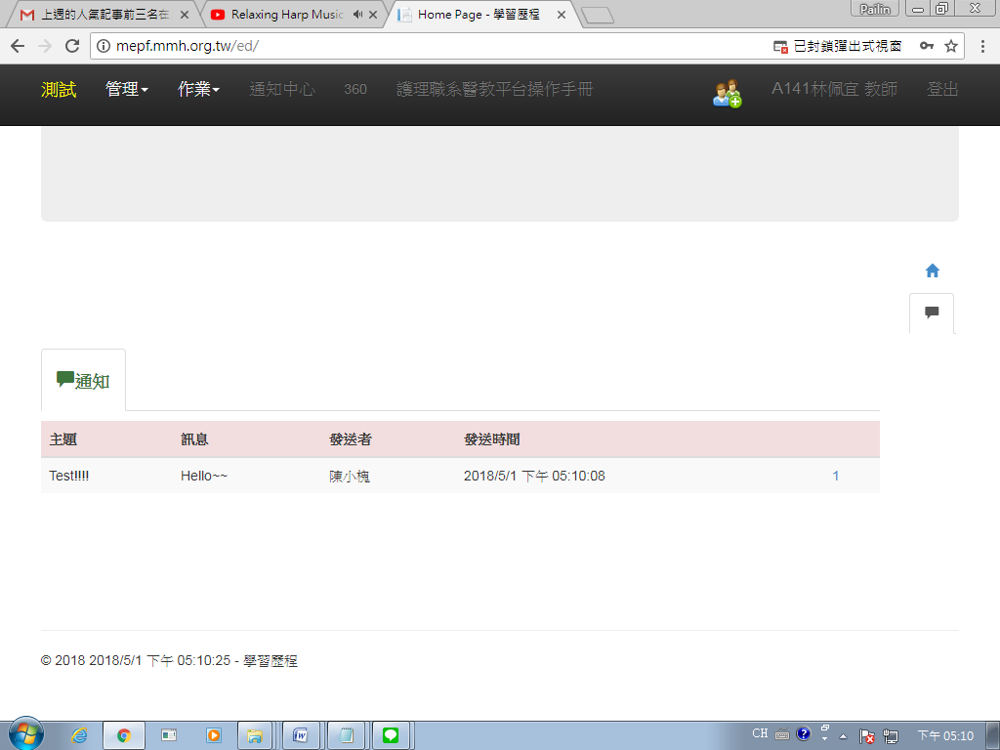 上週的人氣記事前三名在
Relaxing Harp Music
Home Page - 學習歷程
Pailin
mepf.mmh.org.tw/ed/
已封鎖彈出式視窗
測試 管理 作業 通知中心 360 護理職系醫教平台操作手冊 A141林佩宜 教師 登出
通知
主題 訊息 發送者 發送時間
Test!!!! Hello~~ 陳小槐 2018/5/1 下午 05:10:08 1
© 2018 2018/5/1 下午 05:10:25 - 學習歷程
CH 下午 05:10